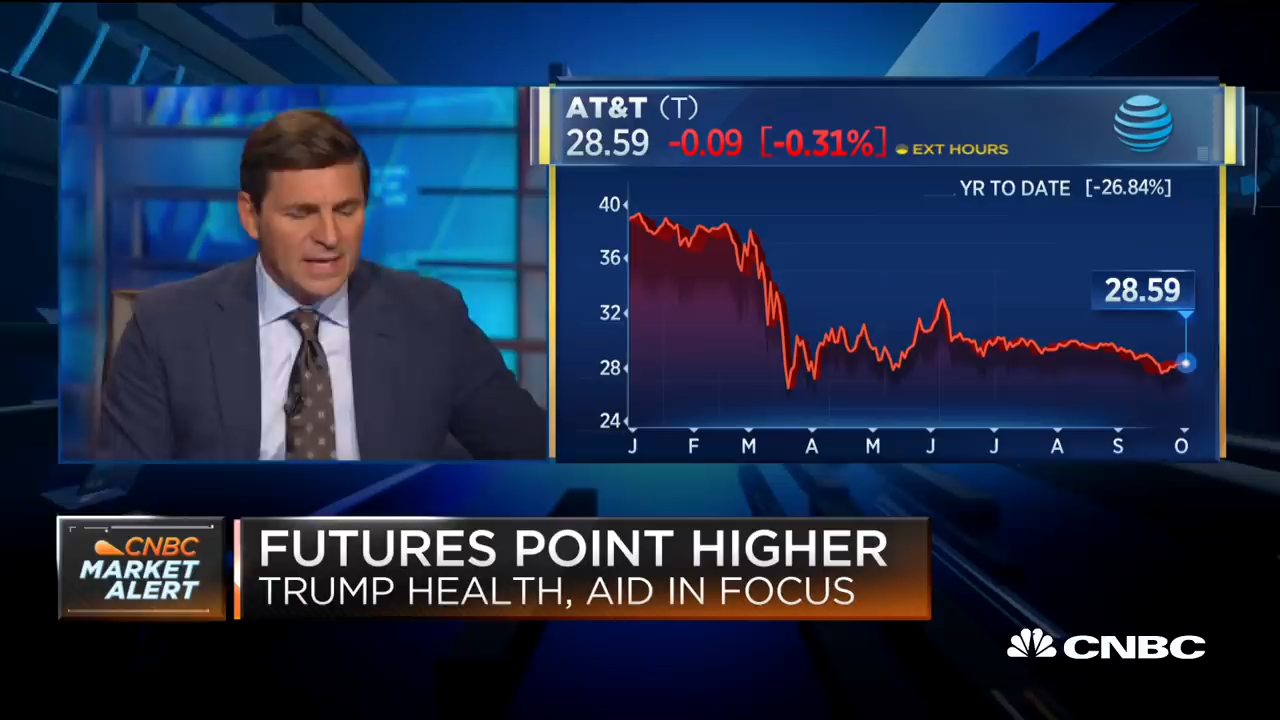 AT&T (T)
28.59 -0.09 [-0.31%] EXT HOURS
YR TO DATE [-26.84%]
40
36
32
28
24
28.59
J F M A M J J A S O
CNBC
MARKET
ALERT
FUTURES POINT HIGHER
TRUMP HEALTH, AID IN FOCUS
CNBC